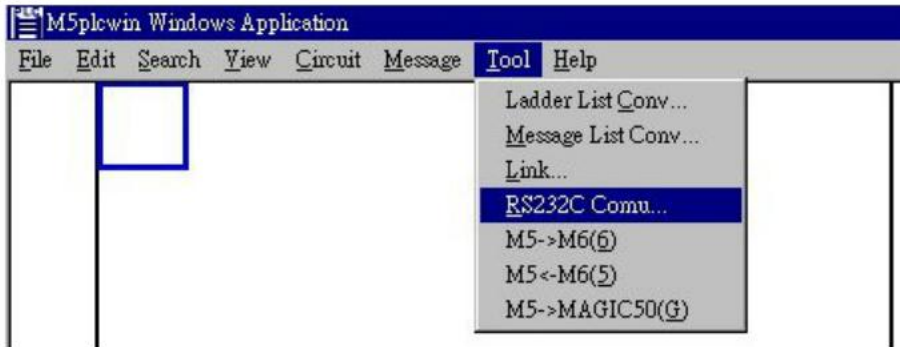 M5plcwin Windows Application
File Edit Search View Circuit Message Tool Help
Ladder List Conv...
Message List Conv...
Link...
RS232C Comu...
M5->M6(6)
M5<-M6(5)
M5->MAGIC50(G)